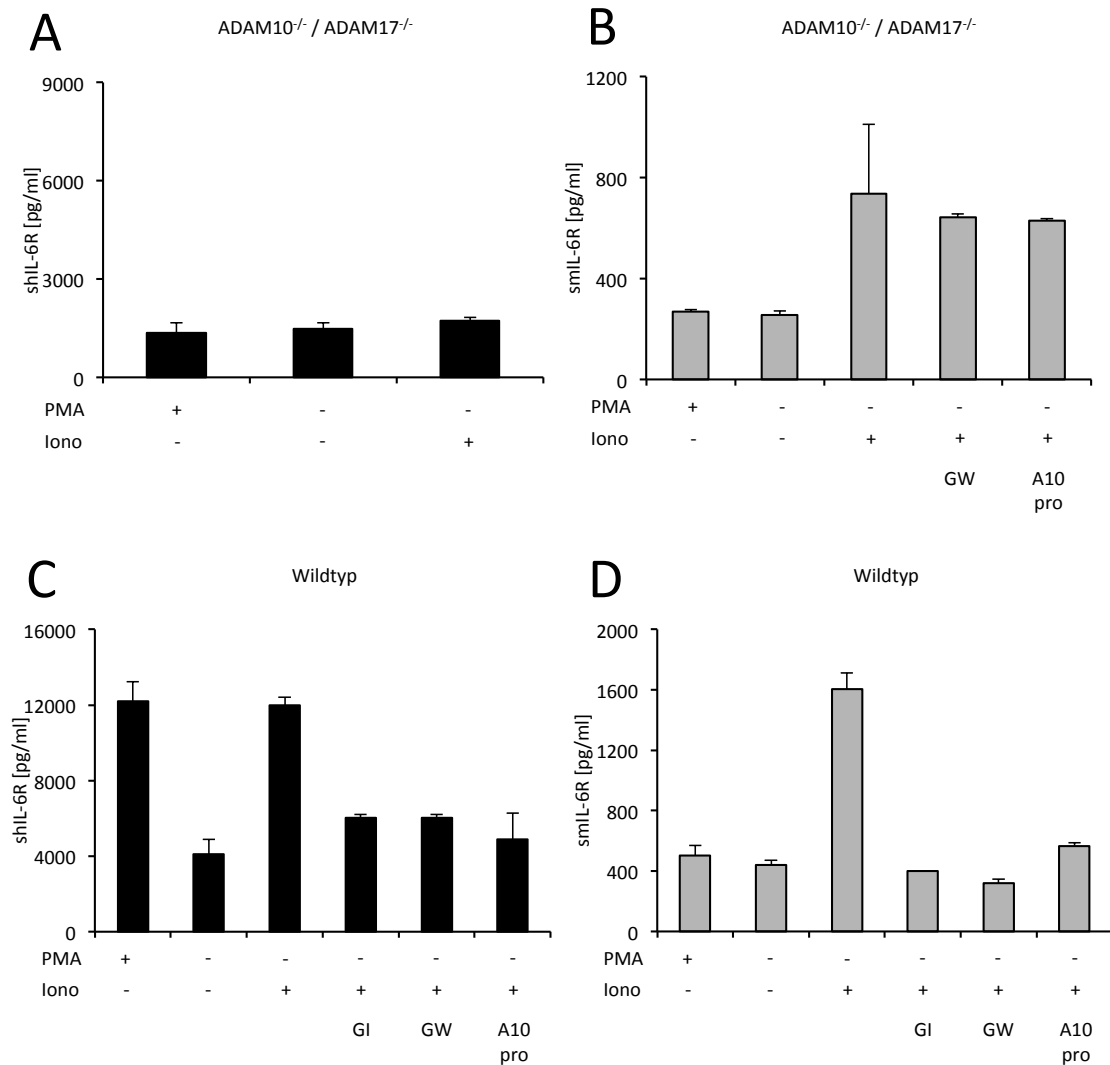 A
ADAM10-/- / ADAM17-/-
9000
6000
3000
0
shIL-6R [pg/ml]
PMA + - -
Iono - - +
B
ADAM10-/- / ADAM17-/-
1200
800
400
0
smIL-6R [pg/ml]
PMA + - - - -
Iono - - + + +
GW A10
pro
C
Wildtyp
16000
12000
8000
4000
0
shIL-6R [pg/ml]
PMA + - - - - -
Iono - - + + + +
GI GW A10
pro
D
Wildtyp
2000
1600
1200
800
400
0
smIL-6R [pg/ml]
PMA + - - - - -
Iono - - + + + +
GI GW A10
pro